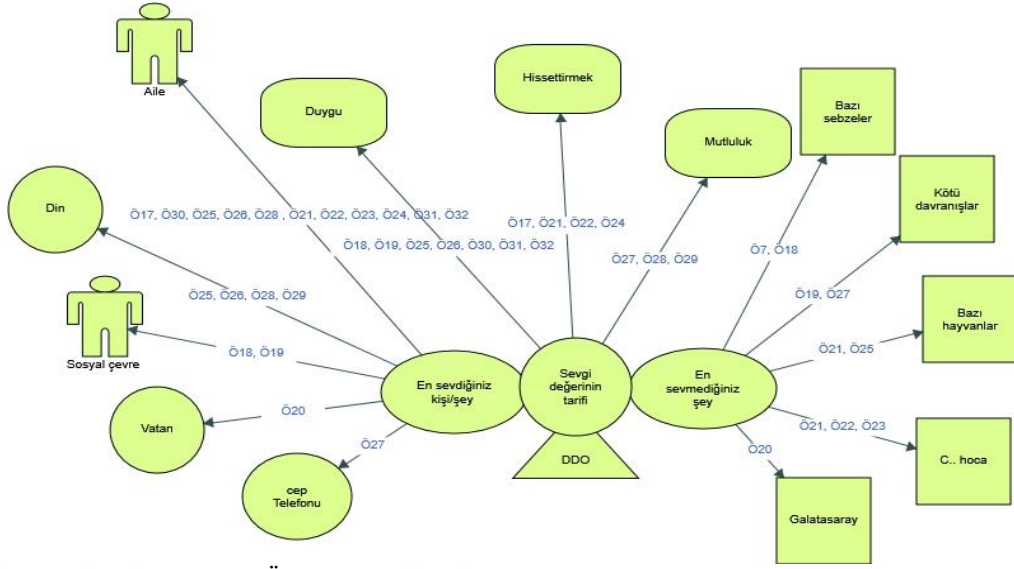 Aile
Duygu
Hissettirmek
Mutluluk
Bazı
sebzeler
Kötü
davranışlar
Din
Ö17, Ö30, Ö25, Ö26, Ö28 , Ö21, Ö22, Ö23, Ö24, Ö31, Ö32
Ö17, Ö21, Ö22, Ö24
Ö18, Ö19, Ö25, Ö26, Ö30, Ö31, Ö32
Ö27, Ö28, Ö29
Ö7, Ö18
Ö25, Ö26, Ö28, Ö29
Ö19, Ö27
Bazı
hayvanlar
Sosyal çevre
Ö18, Ö19
Ö21, Ö25
En sevdiğiniz
kişi/şey
Sevgi
değerinin
tarifi
En
sevmediğiniz
şey
Vatan
Ö20
Ö27
Ö21, Ö22, Ö23
Ö20
DDO
C.. hoca
cep
Telefonu
Galatasaray